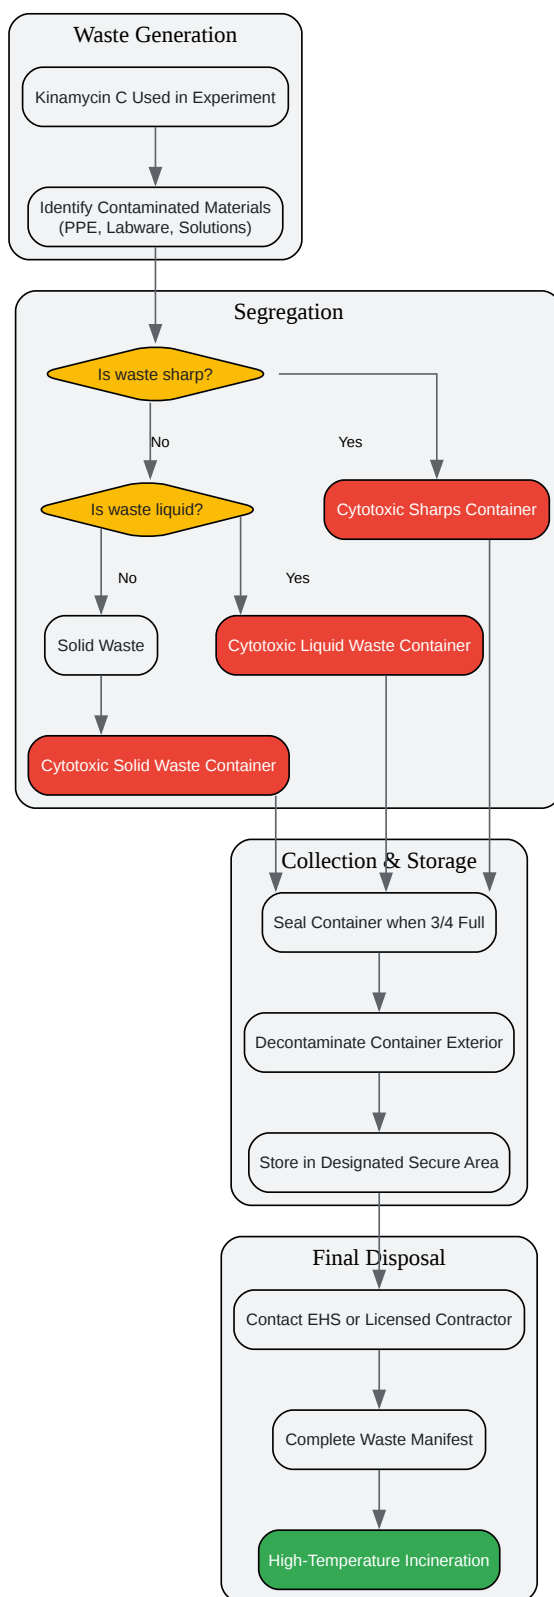 Waste Generation
Kinamycin C Used in Experiment
Identify Contaminated Materials
(PPE, Labware, Solutions)
Segregation
Is waste sharp?
No
Yes
Is waste liquid?
Cytotoxic Sharps Container
No
Yes
Solid Waste
Cytotoxic Liquid Waste Container
Cytotoxic Solid Waste Container
Collection & Storage
Seal Container when 3/4 Full
Decontaminate Container Exterior
Store in Designated Secure Area
Final Disposal
Contact EHS or Licensed Contractor
Complete Waste Manifest
High-Temperature Incineration